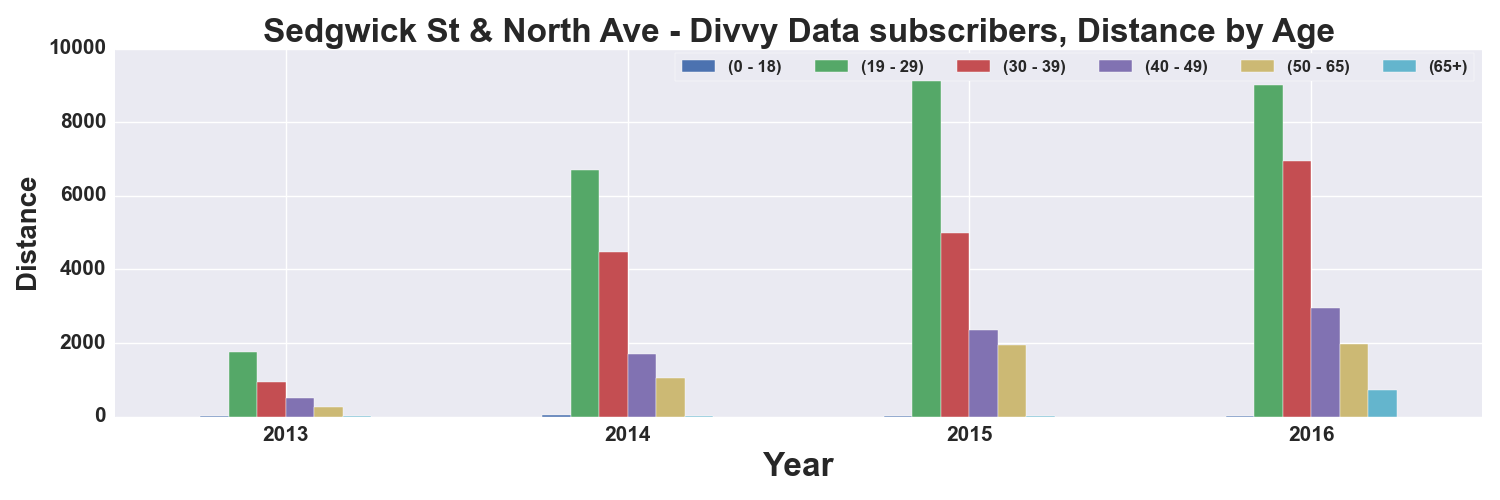 Sedgwick St & North Ave - Divvy Data subscribers, Distance by Age
10000
(0 - 18) (19 - 29) (30 - 39) (40 - 49) (50 - 65) (65+)
8000
6000
Distance
4000
2000
0
2013 2014 2015 2016
Year